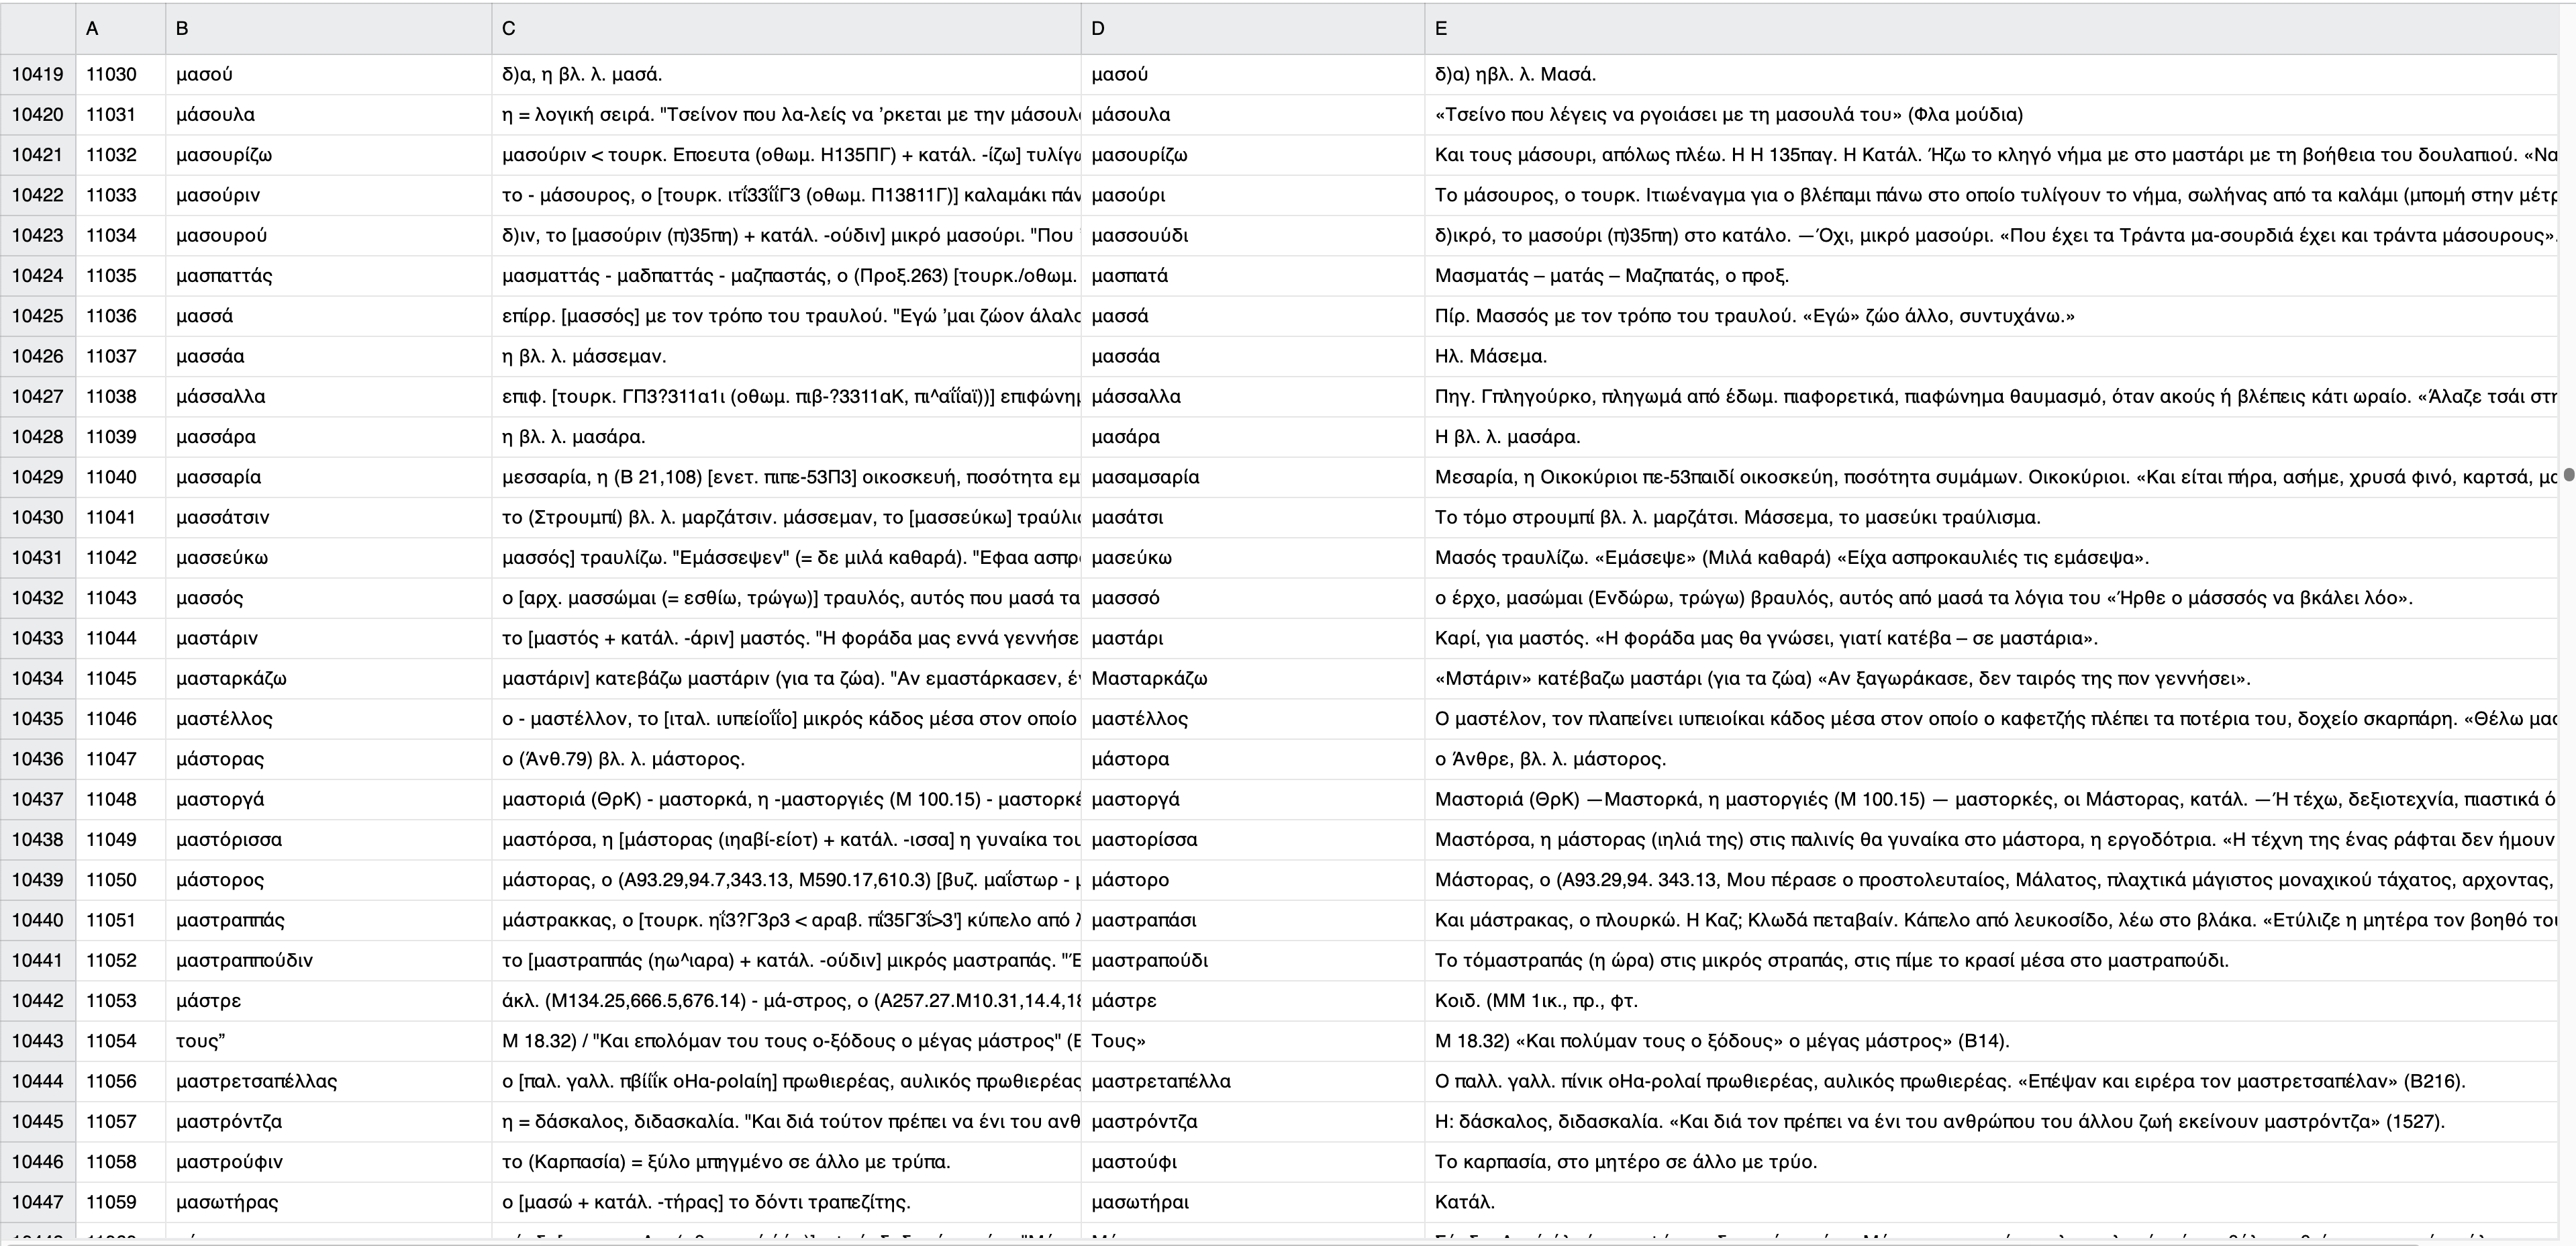 A B C D E
10419 11030 μασού δ)α, η βλ. λ. μασά. μασού δ)α) ηβλ. λ. Μασά.
10420 11031 μάσουλα η = λογική σειρά. "Τσείνον που λα-λείς να ’ρκεται με την μάσουλ μάσουλα «Τσείνο που λέγεις να ργοιάσει με τη μασουλά του» (Φλα μούδια)
10421 11032 μασουρίζω μασούριν < τουρκ. Εποευτα (οθωμ. Η135ΠΓ) + κατάλ. -ίζω] τυλίγω μασουρίζω Και τους μάσουρι, απόλως πλέω. Η Η 135παγ. Η Κατάλ. Ήζω το κληγό νήμα με στο μαστάρι με τη βοήθεια του δουλαπιού. «Να
10422 11033 μασούριν το - μάσουρος, ο [τουρκ. ιτΐ33ΐΐΓ3 (οθωμ. Π13811Γ)] καλαμάκι πάν μασούρι Το μάσουρος, ο τουρκ. Ιτιωέναγμα για ο βλέπαμι πάνω στο οποίο τυλίγουν το νήμα, σωλήνας από τα καλάμι (μπομή στην μέτρ
10423 11034 μασουρού δ)ιν, το [μασούριν (π)35πη) + κατάλ. -ούδιν] μικρό μασούρι. "Που μασσουύδι δ)ικρό, το μασούρι (π)35πη) στο κατάλο. —Όχι, μικρό μασούρι. «Που έχει τα Τράντα μα-σουρδιά έχει και τράντα μάσουρους».
10424 11035 μασπαττάς μασματτάς - μαδπαττάς - μαζπαστάς, ο (Προξ.263) [τουρκ./οθωμ. μασπατά Μασματάς – ματάς – Μαζπατάς, ο προξ.
10425 11036 μασσά επίρρ. [μασσός] με τον τρόπο του τραυλού. "Εγώ ’μαι ζώον άλαλο μασσά Πίρ. Μασσός με τον τρόπο του τραυλού. «Εγώ» ζώο άλλο, συντυχάνω.»
10426 11037 μασσάα η βλ. λ. μάσσεμαν. μασσάα Ηλ. Μάσεμα.
10427 11038 μάσσαλλα επιφ. [τουρκ. ΓΠ3?311α1ι (οθωμ. πιβ-?3311αΚ, πι^αΐΐαϊ))] επιφώνημ μάσσαλλα Πηγ. Γπληγούρκο, πληγωμά από έδωμ. πιαφορετικά, πιαφώνημα θαυμασμό, όταν ακούς ή βλέπεις κάτι ωραίο. «Άλαζε τσάι στη
10428 11039 μασσάρα η βλ. λ. μασάρα. μασάρα Η βλ. λ. μασάρα.
10429 11040 μασσαρία μεσσαρία, η (Β 21,108) [ενετ. πιπε-53Π3] οικοσκευή, ποσότητα εμ μασαμσαρία Μεσαρία, η Οικοκύριοι πε-53παιδί οικοσκεύη, ποσότητα συμάμων. Οικοκύριοι. «Και είται πήρα, ασήμε, χρυσά φινό, καρτσά, μο
10430 11041 μασσάτσιν το (Στρουμπί) βλ. λ. μαρζάτσιν. μάσσεμαν, το [μασσεύκω] τραύλι μασάτσι Το τόμο στρουμπί βλ. λ. μαρζάτσι. Μάσσεμα, το μασεύκι τραύλισμα.
10431 11042 μασσεύκω μασσός] τραυλίζω. "Εμάσσεψεν" (= δε μιλά καθαρά). "Εφαα ασπρ μασεύκω Μασός τραυλίζω. «Εμάσεψε» (Μιλά καθαρά) «Είχα ασπροκαυλιές τις εμάσεψα».
10432 11043 μασσός ο [αρχ. μασσώμαι (= εσθίω, τρώγω)] τραυλός, αυτός που μασά τα μασσσό ο έρχο, μασώμαι (Ενδώρω, τρώγω) βραυλός, αυτός από μασά τα λόγια του «Ήρθε ο μάσσσός να βκάλει λόο».
10433 11044 μαστάριν το [μαστός + κατάλ. -άριν] μαστός. "Η φοράδα μας εννά γεννήσε μαστάρι Καρί, για μαστός. «Η φοράδα μας θα γνώσει, γιατί κατέβα – σε μαστάρια».
10434 11045 μασταρκάζω μαστάριν] κατεβάζω μαστάριν (για τα ζώα). "Αν εμαστάρκασεν, έν Μασταρκάζω «Μστάριν» κατέβαζω μαστάρι (για τα ζώα) «Αν ξαγωράκασε, δεν ταιρός της πον γεννήσει».
10435 11046 μαστέλλος ο - μαστέλλον, το [ιταλ. ιυπείοΐΐο] μικρός κάδος μέσα στον οποίο μαστέλλος Ο μαστέλον, τον πλαπείνει ιυπειοίκαι κάδος μέσα στον οποίο ο καφετζής πλέπει τα ποτέρια του, δοχείο σκαρπάρη. «Θέλω μασ
10436 11047 μάστορας ο (Άνθ.79) βλ. λ. μάστορος. μάστορα ο Άνθρε, βλ. λ. μάστορος.
10437 11048 μαστοργά μαστοριά (ΘρΚ) - μαστορκά, η -μαστοργιές (Μ 100.15) - μαστορκέ μαστοργά Μαστοριά (ΘρΚ) —Μαστορκά, η μαστοργιές (Μ 100.15) — μαστορκές, οι Μάστορας, κατάλ. —Ή τέχω, δεξιοτεχνία, πιαστικά ό
10438 11049 μαστόρισσα μαστόρσα, η [μάστορας (ιηαβί-είοτ) + κατάλ. -ισσα] η γυναίκα του μαστορίσσα Μαστόρσα, η μάστορας (ιηλιά της) στις παλινίς θα γυναίκα στο μάστορα, η εργοδότρια. «Η τέχνη της ένας ράφται δεν ήμουν
10439 11050 μάστορος μάστορας, ο (Α93.29,94.7,343.13, Μ590.17,610.3) [βυζ. μαΐστωρ - μάστορο Μάστορας, ο (Α93.29,94. 343.13, Μου πέρασε ο προστολευταίος, Μάλατος, πλαχτικά μάγιστος μοναχικού τάχατος, αρχοντας,
10440 11051 μαστραππάς μάστρακκας, ο [τουρκ. ηΐ3?Γ3ρ3 < αραβ. πΐ35Γ3ΐ>3'] κύπελο από μαστραπάσι Και μάστρακας, ο πλουρκώ. Η Καζ; Κλωδά πεταβαίν. Κάπελο από λευκοσίδο, λέω στο βλάκα. «Ετύλιζε η μητέρα τον βοηθό του
10441 11052 μαστραππούδιν το [μαστραππάς (ηω^ιαρα) + κατάλ. -ούδιν] μικρός μαστραπάς. "Έ μαστραπούδι Το τόμαστραπάς (η ώρα) στις μικρός στραπάς, στις πίμε το κρασί μέσα στο μαστραπούδι.
10442 11053 μάστρε άκλ. (Μ134.25,666.5,676.14) - μά-στρος, ο (Α257.27.Μ10.31,14.4,18 μάστρε Κοιδ. (ΜΜ 1ικ., πρ., φτ.
10443 11054 τους” Μ 18.32) / "Και επολόμαν του τους ο-ξόδους ο μέγας μάστρος" (Β Τους» Μ 18.32) «Και πολύμαν τους ο ξόδους» ο μέγας μάστρος» (Β14).
10444 11056 μαστρετσαπέλλας ο [παλ. γαλλ. πβίίΐκ οΗα-ροΙαίη] πρωθιερέας, αυλικός πρωθιερέας μαστρεταπέλλα Ο παλλ. γαλλ. πίνικ οΗα-ρολαί πρωθιερέας, αυλικός πρωθιερέας. «Επέψαν και ειρέρα τον μαστρετσαπέλαν» (Β216).
10445 11057 μαστρόντζα η = δάσκαλος, διδασκαλία. "Και διά τούτον πρέπει να ένι του ανθ μαστρόντζα Η: δάσκαλος, διδασκαλία. «Και διά τον πρέπει να ένι του ανθρώπου του άλλου ζωή εκείνουν μαστρόντζα» (1527).
10446 11058 μαστρούφιν το (Καρπασία) = ξύλο μπηγμένο σε άλλο με τρύπα. μαστούφι Το καρπασία, στο μητέρο σε άλλο με τρύο.
10447 11059 μασωτήρας ο [μασώ + κατάλ. -τήρας] το δόντι τραπεζίτης. μασωτήραι Κατάλ.